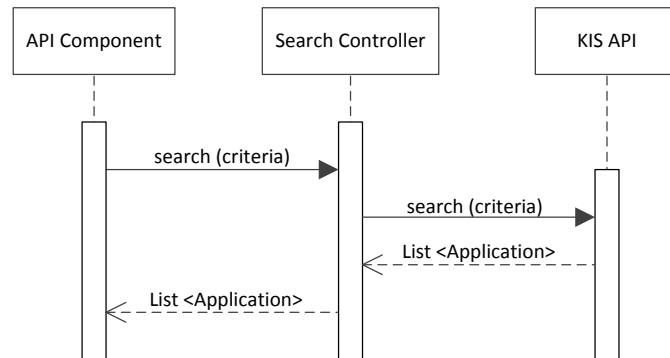 API Component
Search Controller
KIS API
search (criteria)
search (criteria)
List <Application>
List <Application>